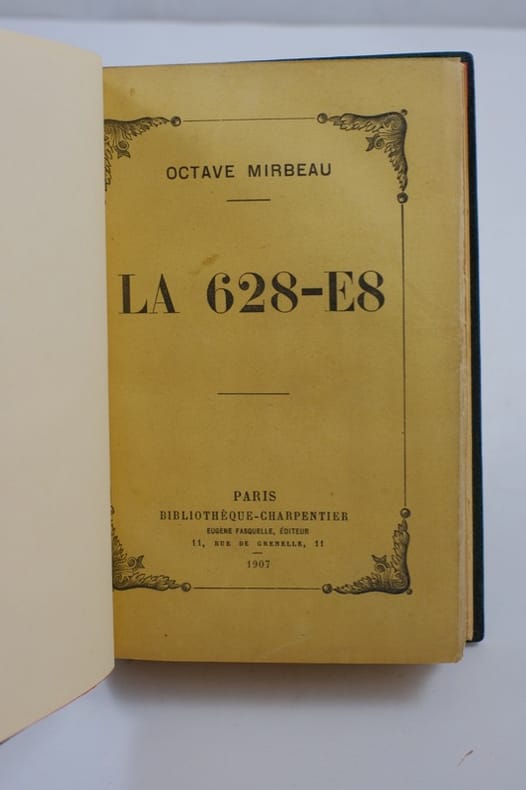 OCTAVE MIRBEAU
LA 628-E8
PARIS
BIBLIOTHÈQUE-CHARPENTIER
EUGÈNE FASQUELLE, ÉDITEUR
11, RUE DE GRENELLE, 11
1907